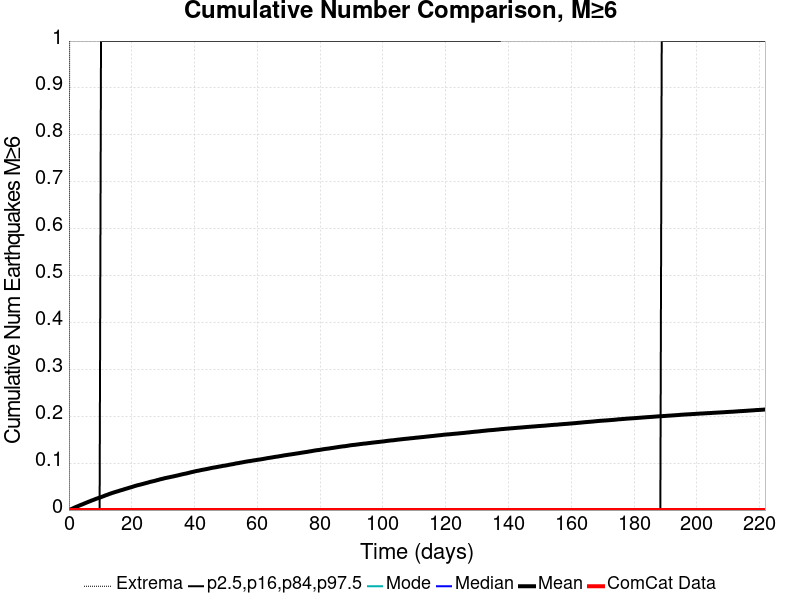 Cumulative Number Comparison, M≥6
Cumulative Num Earthquakes M≥6
1
0.9
0.8
0.7
0.6
0.5
0.4
0.3
0.2
0.1
0
0 20 40 60 80 100 120 140 160 180 200 220
Time (days)
Extrema p2.5,p16,p84,p97.5 Mode Median Mean ComCat Data